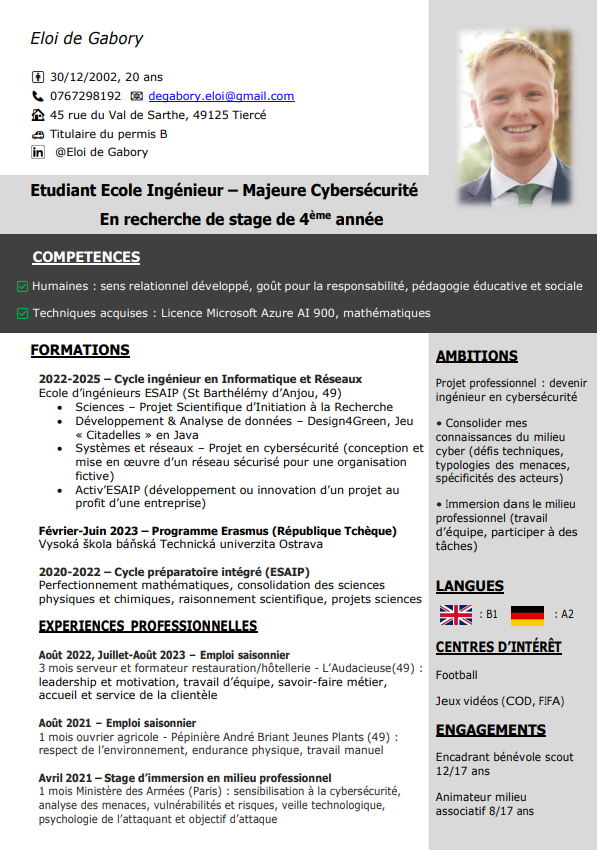 Eloi de Gabory
30/12/2002, 20 ans
0767298192 degabory.eloi@gmail.com
45 rue du Val de Sarthe, 49125 Tiercé
Titulaire du permis B
in @Eloi de Gabory
Etudiant Ecole Ingénieur – Majeure Cybersécurité
En recherche de stage de 4ème année
COMPETENCES
Humaines : sens relationnel développé, goût pour la responsabilité, pédagogie éducative et sociale
Techniques acquises : Licence Microsoft Azure AI 900, mathématiques
FORMATIONS
2022-2025 – Cycle ingénieur en Informatique et Réseaux
Ecole d’ingénieurs ESAIP (St Barthélémy d’Anjou, 49)
• Sciences – Projet Scientifique d’Initiation à la Recherche
• Développement & Analyse de données – Design4Green, Jeu
« Citadelles » en Java
• Systèmes et réseaux – Projet en cybersécurité (conception et
mise en œuvre d’un réseau sécurisé pour une organisation
fictive)
• Activ’ESAIP (développement ou innovation d’un projet au
profit d’une entreprise)
Février-Juin 2023 – Programme Erasmus (République Tchèque)
Vysoká škola báňská Technická univerzita Ostrava
2020-2022 – Cycle préparatoire intégré (ESAIP)
Perfectionnement mathématiques, consolidation des sciences
physiques et chimiques, raisonnement scientifique, projets sciences
EXPERIENCES PROFESSIONNELLES
Août 2022, Juillet-Août 2023 – Emploi saisonnier
3 mois serveur et formateur restauration/hôtellerie - L’Audacieuse(49) :
leadership et motivation, travail d’équipe, savoir-faire métier,
accueil et service de la clientèle
Août 2021 – Emploi saisonnier
1 mois ouvrier agricole - Pépinière André Briant Jeunes Plants (49) :
respect de l’environnement, endurance physique, travail manuel
Avril 2021 – Stage d’immersion en milieu professionnel
1 mois Ministère des Armées (Paris) : sensibilisation à la cybersécurité,
analyse des menaces, vulnérabilités et risques, veille technologique,
psychologie de l’attaquant et objectif d’attaque
AMBITIONS
Projet professionnel : devenir
ingénieur en cybersécurité
• Consolider mes
connaissances du milieu
cyber (défis techniques,
typologies des menaces,
spécificités des acteurs)
• Immersion dans le milieu
professionnel (travail
d’équipe, participer à des
tâches)
LANGUES
: B1 : A2
CENTRES D’INTÉRÊT
Football
Jeux vidéos (COD, FIFA)
ENGAGEMENTS
Encadrant bénévole scout
12/17 ans
Animateur milieu
associatif 8/17 ans